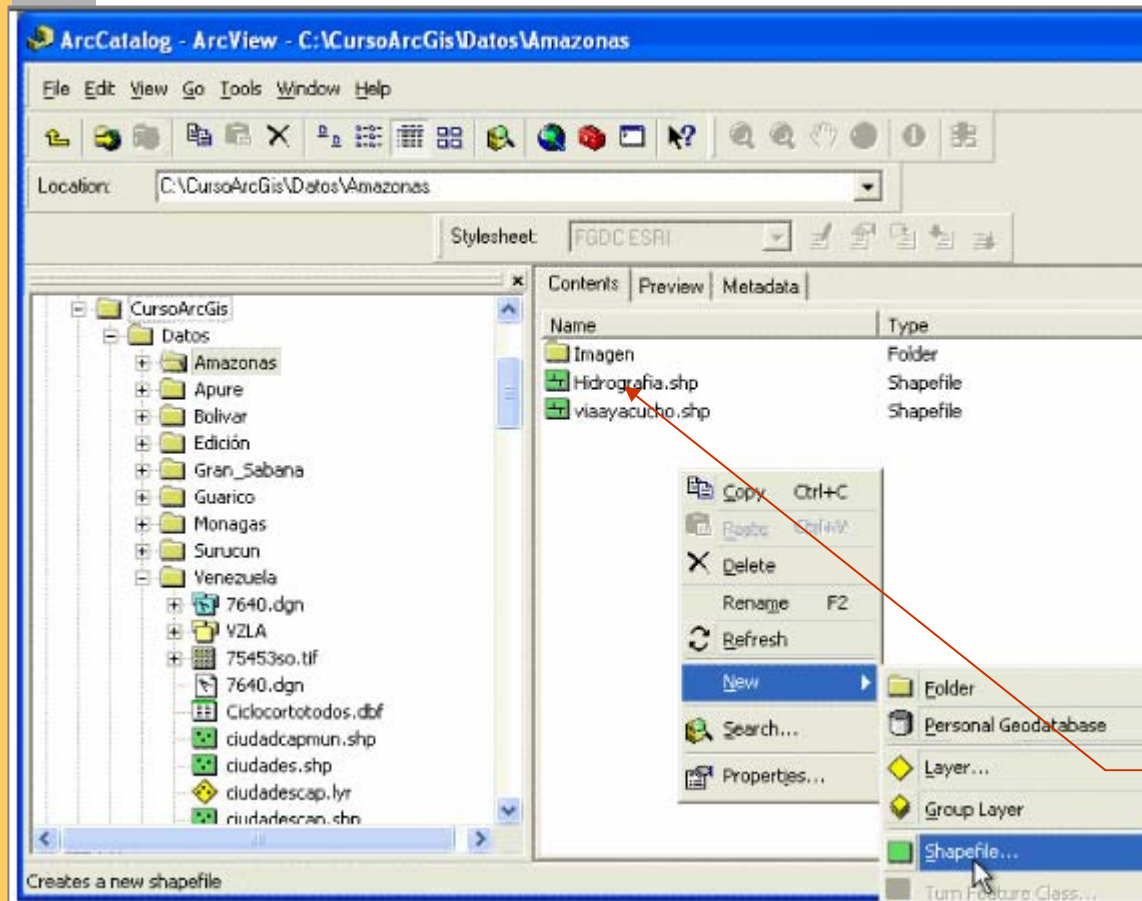 ArcCatalog - ArcView - C:\CursoArcGis\Datos\Amazonas
File Edit View Go Tools Window Help
Location: C:\CursoArcGis\Datos\Amazonas
Stylesheet: FGDC ESRI
CursoArcGis
Datos
Amazonas
Apure
Bolivar
Edición
Gran_Sabana
Guarico
Monagas
Surucun
Venezuela
7640.dgn
VZLA
75453so.tif
7640.dgn
Ciclocortotodos.dbf
ciudadcapmun.shp
ciudades.shp
ciudadescap.lyr
ciudadescap.shp
Contents Preview Metadata
Name Type
Imagen Folder
Hidrografia.shp Shapefile
viaayacucho.shp Shapefile
Copy Ctrl+C
Paste Ctrl+V
Delete
Rename F2
Refresh
New
Search...
Properties...
Folder
Personal Geodatabase
Layer...
Group Layer
Shapefile...
Turn Feature Class...
Creates a new shapefile